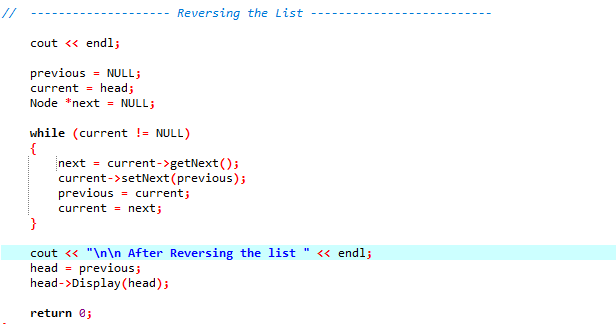 // -------------------- Reversing the List --------------------------
cout << endl;
previous = NULL;
current = head;
Node *next = NULL;
while (current != NULL)
{
next = current->getNext();
current->setNext(previous);
previous = current;
current = next;
}
cout << "\n\n After Reversing the list " << endl;
head = previous;
head->Display(head);
return 0;